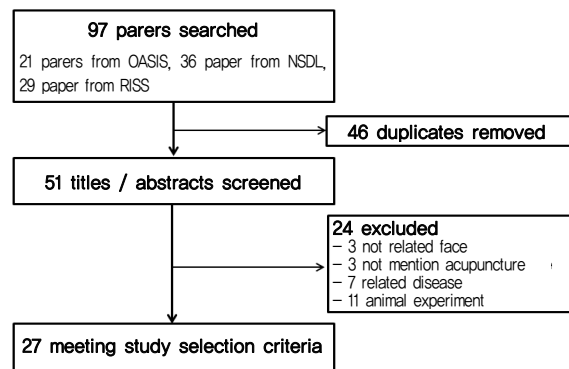 97 parers searched
21 parers from OASIS, 36 paper from NSDL,
29 paper from RISS
46 duplicates removed
51 titles / abstracts screened
24 excluded
- 3 not related face
- 3 not mention acupuncture
- 7 related disease
- 11 animal experiment
27 meeting study selection criteria